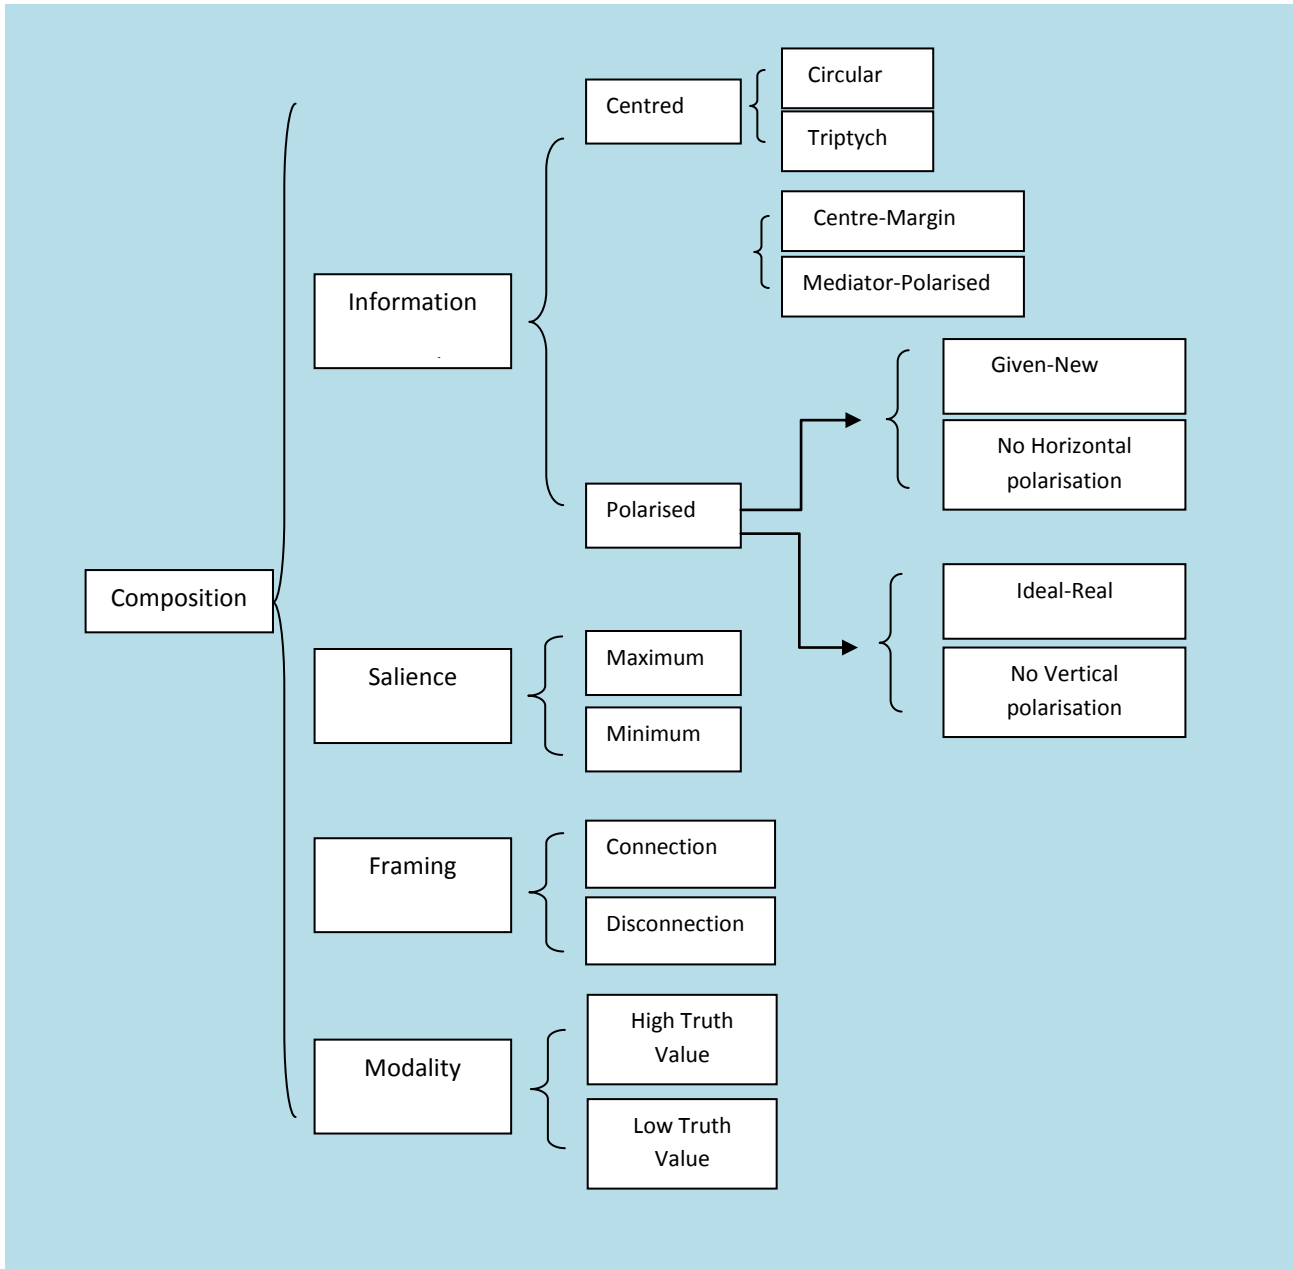 Circular
Centred
Triptych
Centre-Margin
Mediator-Polarised
Information
Given-New
No Horizontal
polarisation
Polarised
Composition
Ideal-Real
No Vertical
polarisation
Salience
Maximum
Minimum
Framing
Connection
Disconnection
Modality
High Truth
Value
Low Truth
Value